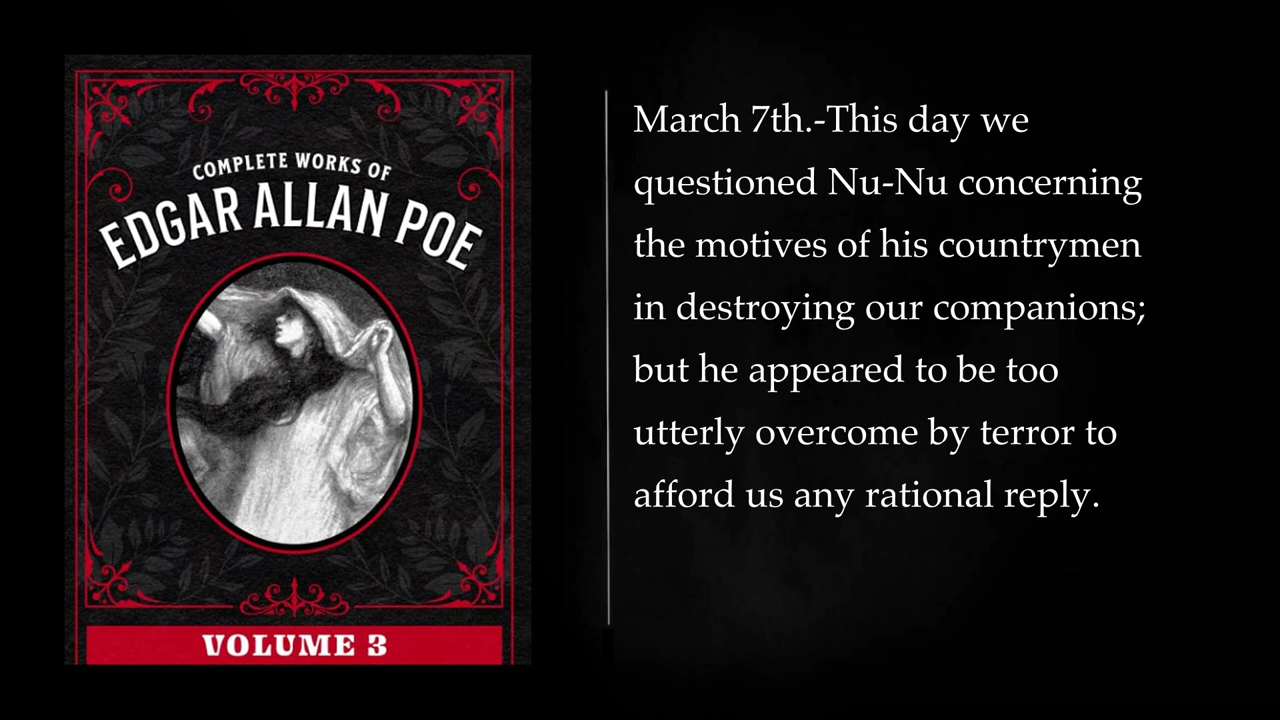 COMPLETE WORKS OF
EDGAR ALLAN POE
VOLUME 3
March 7th.-This day we
questioned Nu-Nu concerning
the motives of his countrymen
in destroying our companions;
but he appeared to be too
utterly overcome by terror to
afford us any rational reply.